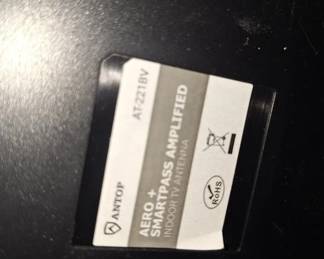 ANTOP
AT-221BV
AERO +
SMARTPASS AMPLIFIED
INDOOR TV ANTENNA
RoHS